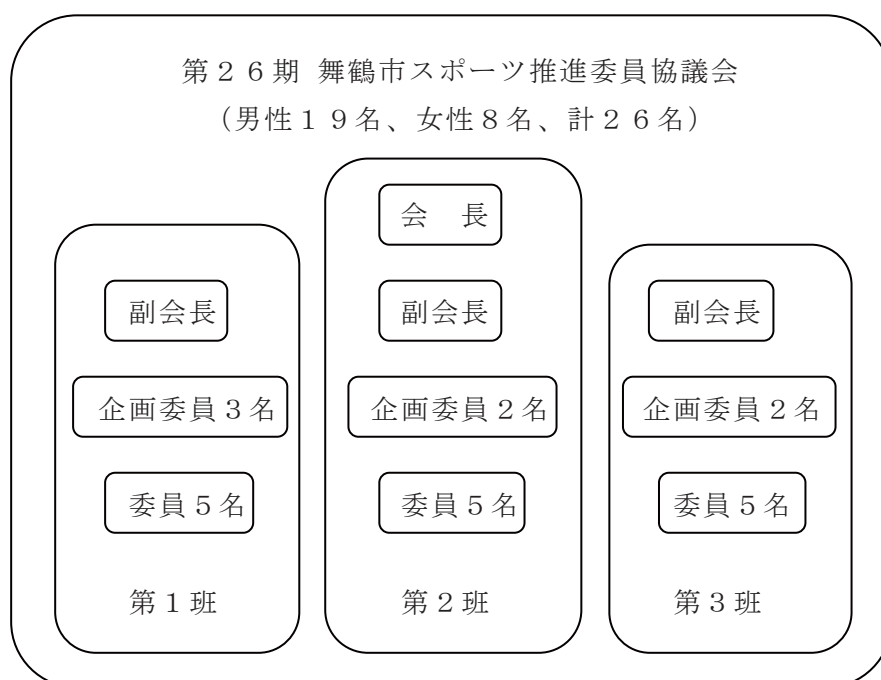 第２６期 舞鶴市スポーツ推進委員協議会
（男性１９名、女性８名、計２６名）
会　長
副会長
副会長
副会長
企画委員３名
企画委員２名
企画委員２名
委員５名
委員５名
委員５名
第１班
第２班
第３班